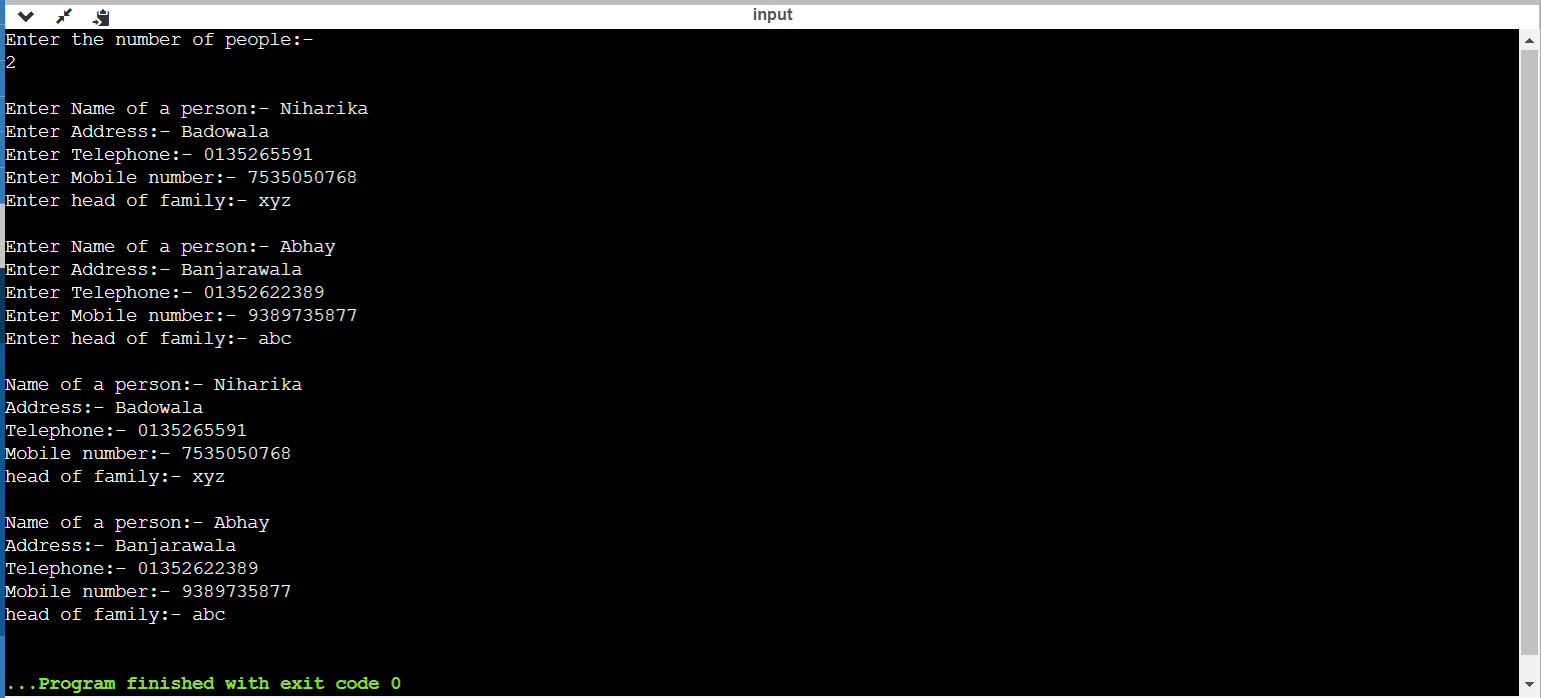 input
Enter the number of people:-
2
Enter Name of a person:- Niharika
Enter Address:- Badowala
Enter Telephone:- 0135265591
Enter Mobile number:- 7535050768
Enter head of family:- xyz
Enter Name of a person:- Abhay
Enter Address:- Banjarawala
Enter Telephone:- 01352622389
Enter Mobile number:- 9389735877
Enter head of family:- abc
Name of a person:- Niharika
Address:- Badowala
Telephone:- 0135265591
Mobile number:- 7535050768
head of family:- xyz
Name of a person:- Abhay
Address:- Banjarawala
Telephone:- 01352622389
Mobile number:- 9389735877
head of family:- abc
...Program finished with exit code 0